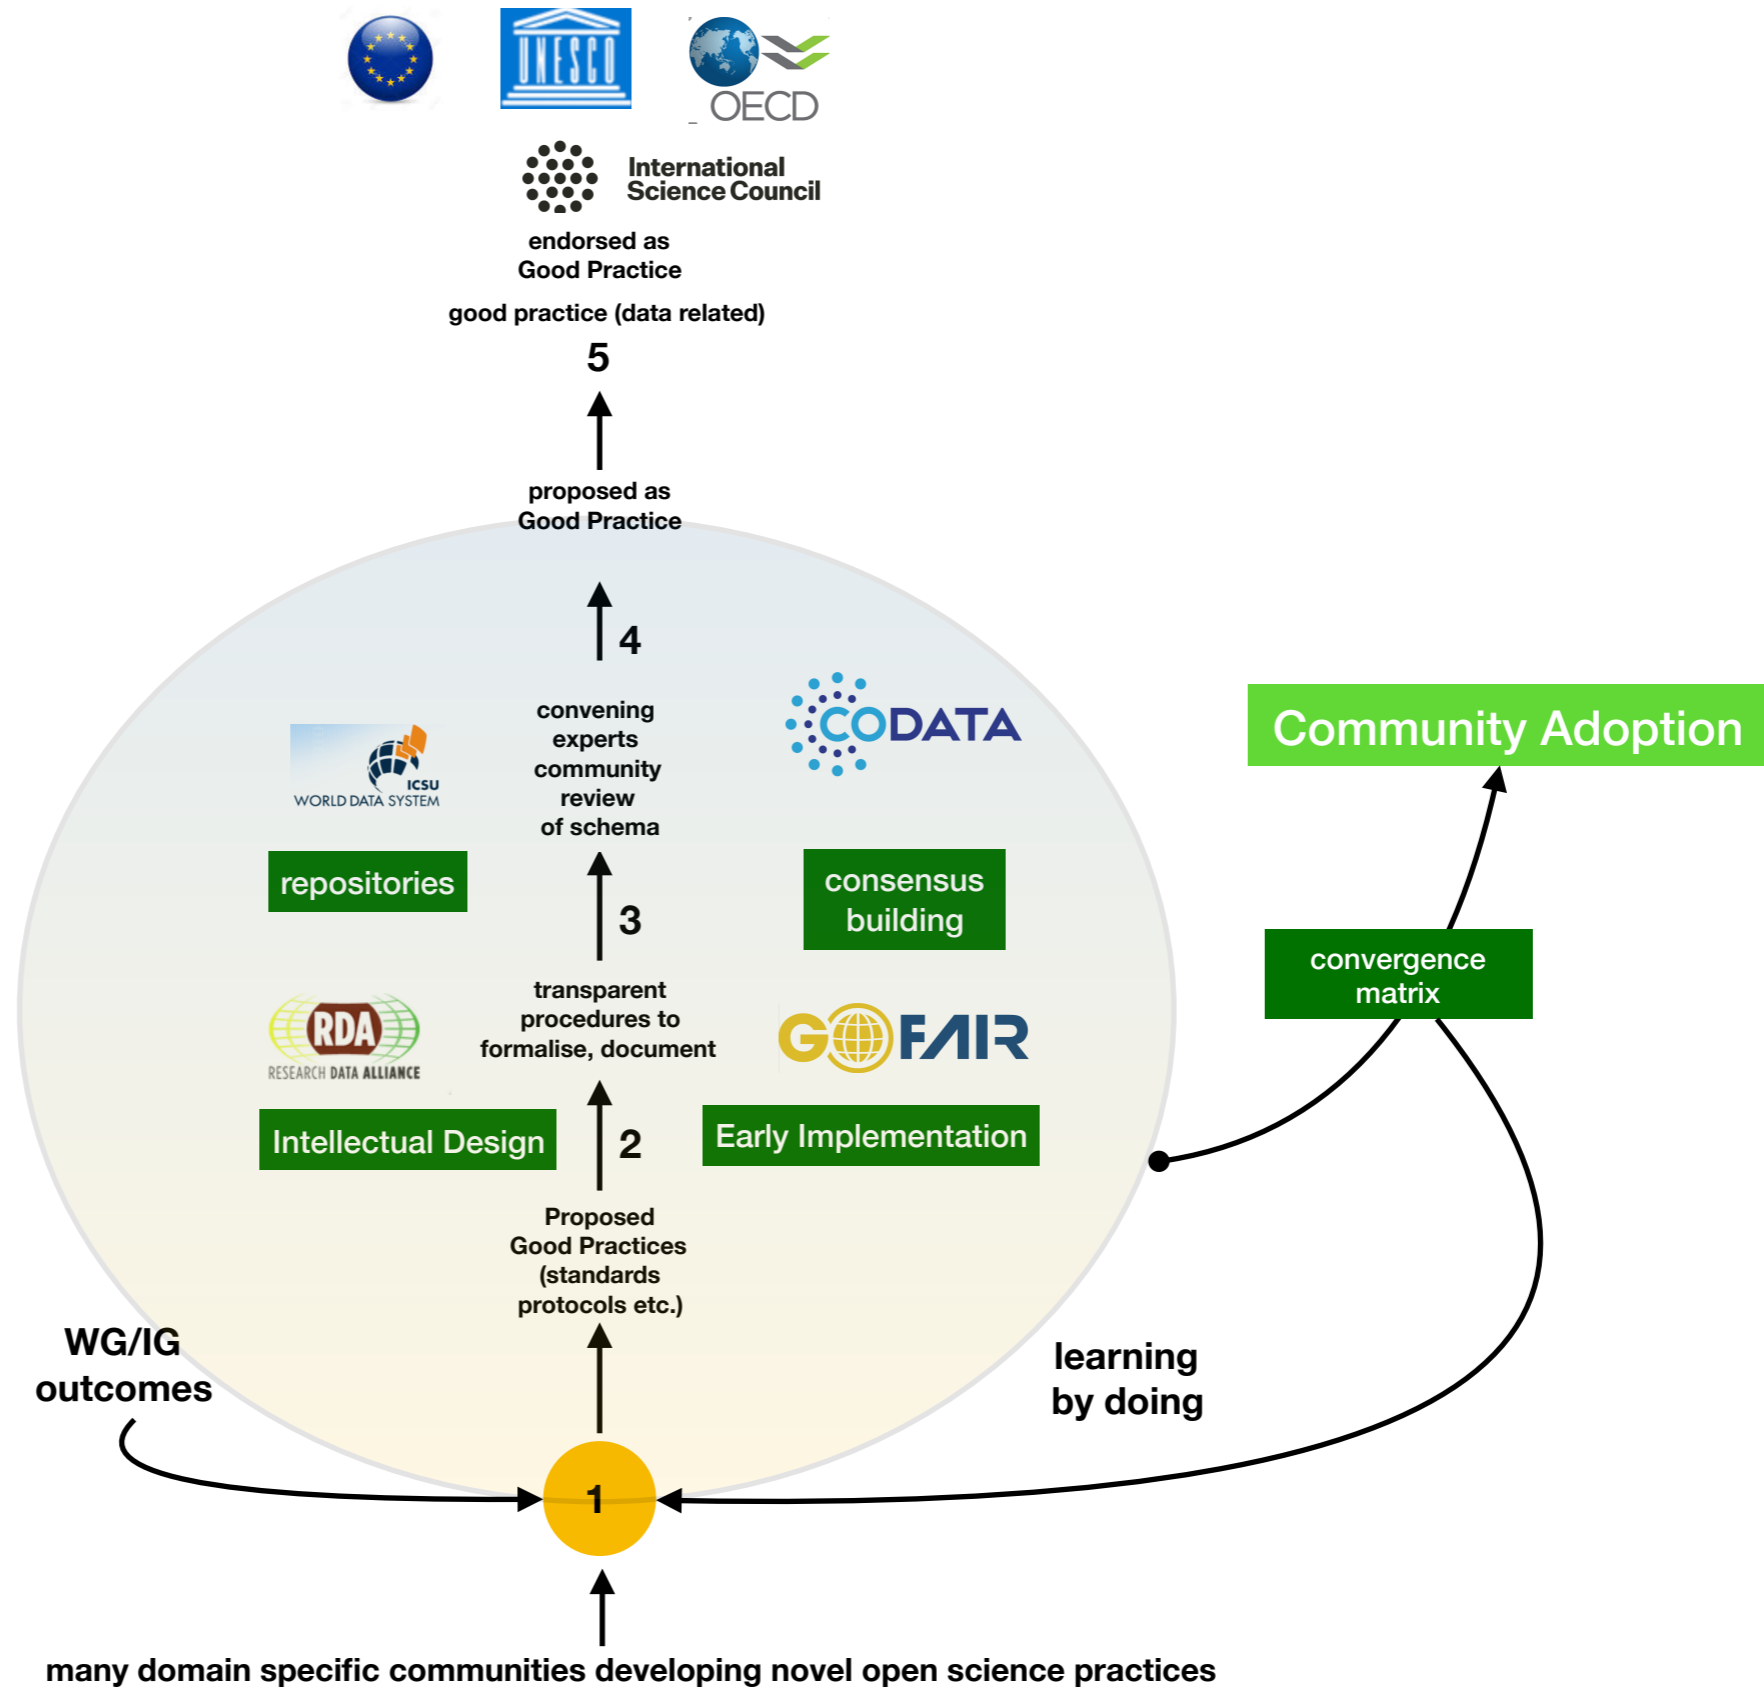 UNESCO
OECD
International
Science Council
endorsed as
Good Practice
good practice (data related)
5
proposed as
Good Practice
4
convening
experts
community
review
of schema
ICSU
WORLD DATA SYSTEM
CODATA
Community Adoption
repositories
consensus
building
3
convergence
matrix
transparent
procedures to
formalise, document
RDA
RESEARCH DATA ALLIANCE
GOFAIR
Intellectual Design
2
Early Implementation
Proposed
Good Practices
(standards
protocols etc.)
WG/IG
outcomes
learning
by doing
1
many domain specific communities developing novel open science practices